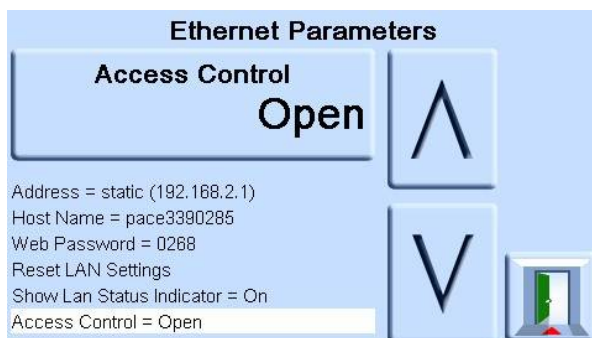 Ethernet Parameters
Access Control
Open
Address = static (192.168.2.1)
Host Name = pace3390285
Web Password = 0268
Reset LAN Settings
Show Lan Status Indicator = On
Access Control = Open